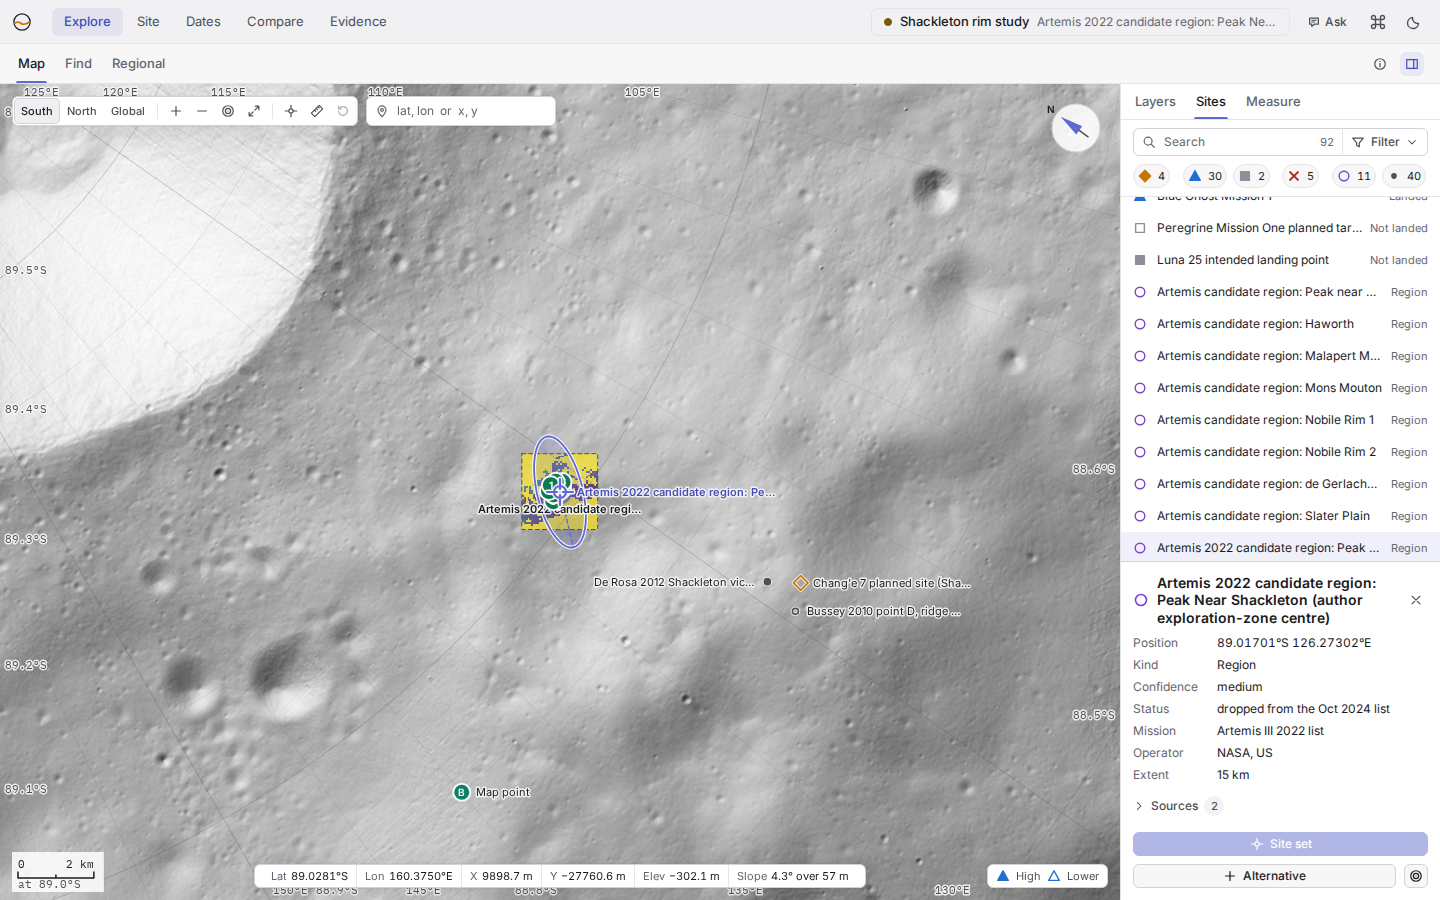 Explore Site Dates Compare Evidence
Shackleton rim study Artemis 2022 candidate region: Peak Ne...
Ask
Map Find Regional
125°E 120°E 115°E 110°E 105°E
South North Global
lat, lon or x, y
N
89.5°S
89.4°S
89.3°S
89.2°S
89.1°S
88.6°S
88.5°S
Artemis 2022 candidate region: Pe...
Artemis 2022 candidate regi...
De Rosa 2012 Shackleton vic...
Chang'e 7 planned site (Sha...
Bussey 2010 point D, ridge ...
B Map point
0 2 km
at 89.0°S
Lat 89.0281°S Lon 160.3750°E X 9898.7 m Y −27760.6 m Elev −302.1 m Slope 4.3° over 57 m
High Lower
150°E 88.9°S 145°E 88.8°S 135°E 130°E
Layers Sites Measure
Search 92 Filter
4 30 2 5 11 40
Blue Ghost Mission 1 Landed
Peregrine Mission One planned tar... Not landed
Luna 25 intended landing point Not landed
Artemis candidate region: Peak near ... Region
Artemis candidate region: Haworth Region
Artemis candidate region: Malapert M... Region
Artemis candidate region: Mons Mouton Region
Artemis candidate region: Nobile Rim 1 Region
Artemis candidate region: Nobile Rim 2 Region
Artemis candidate region: de Gerlach... Region
Artemis candidate region: Slater Plain Region
Artemis 2022 candidate region: Peak ... Region
Artemis 2022 candidate region:
Peak Near Shackleton (author
exploration-zone centre)
Position 89.01701°S 126.27302°E
Kind Region
Confidence medium
Status dropped from the Oct 2024 list
Mission Artemis III 2022 list
Operator NASA, US
Extent 15 km
Sources 2
Site set
Alternative